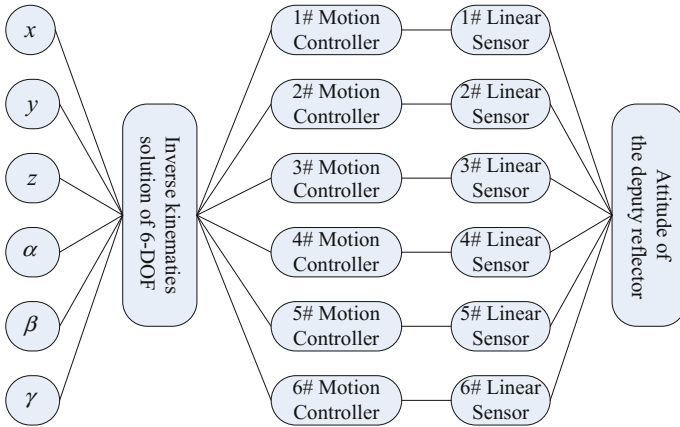 x
y
z
α
β
γ
Inverse kinematies
solution of 6-DOF
1# Motion
Controller
1# Linear
Sensor
2# Motion
Controller
2# Linear
Sensor
3# Motion
Controller
3# Linear
Sensor
4# Motion
Controller
4# Linear
Sensor
5# Motion
Controller
5# Linear
Sensor
6# Motion
Controller
6# Linear
Sensor
Attitude of
the deputy reflector